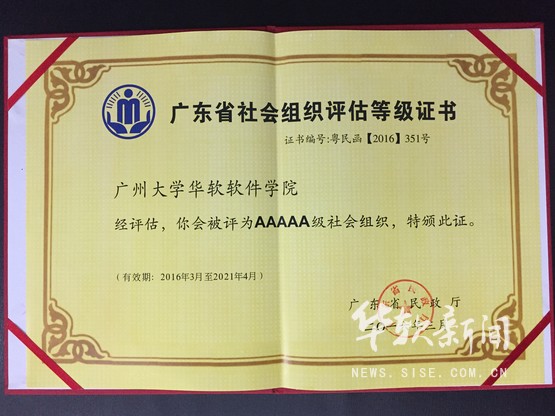 广东省社会组织评估等级证书
证书编号:粤民函【2016】351号
广州大学华软软件学院
经评估，你会被评为AAAAA级社会组织，特颁此证。
（有效期：2016年3月至2021年4月）
广东省民政厅
华软新闻
NEWS.SISE.COM.CN